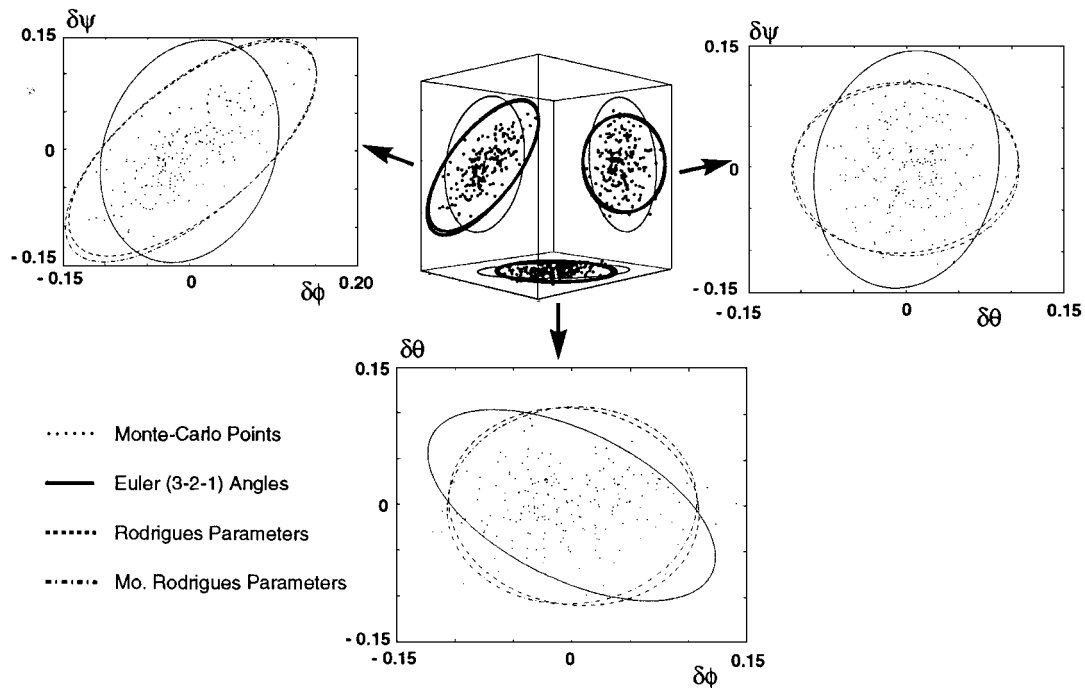 δψ
0.15
0
- 0.15
- 0.15
0
0.20
δϕ
δψ
0.15
0
- 0.15
- 0.15
0
0.15
δθ
δθ
0.15
0
- 0.15
- 0.15
0
0.15
δϕ
Monte-Carlo Points
Euler (3-2-1) Angles
Rodrigues Parameters
Mo. Rodrigues Parameters